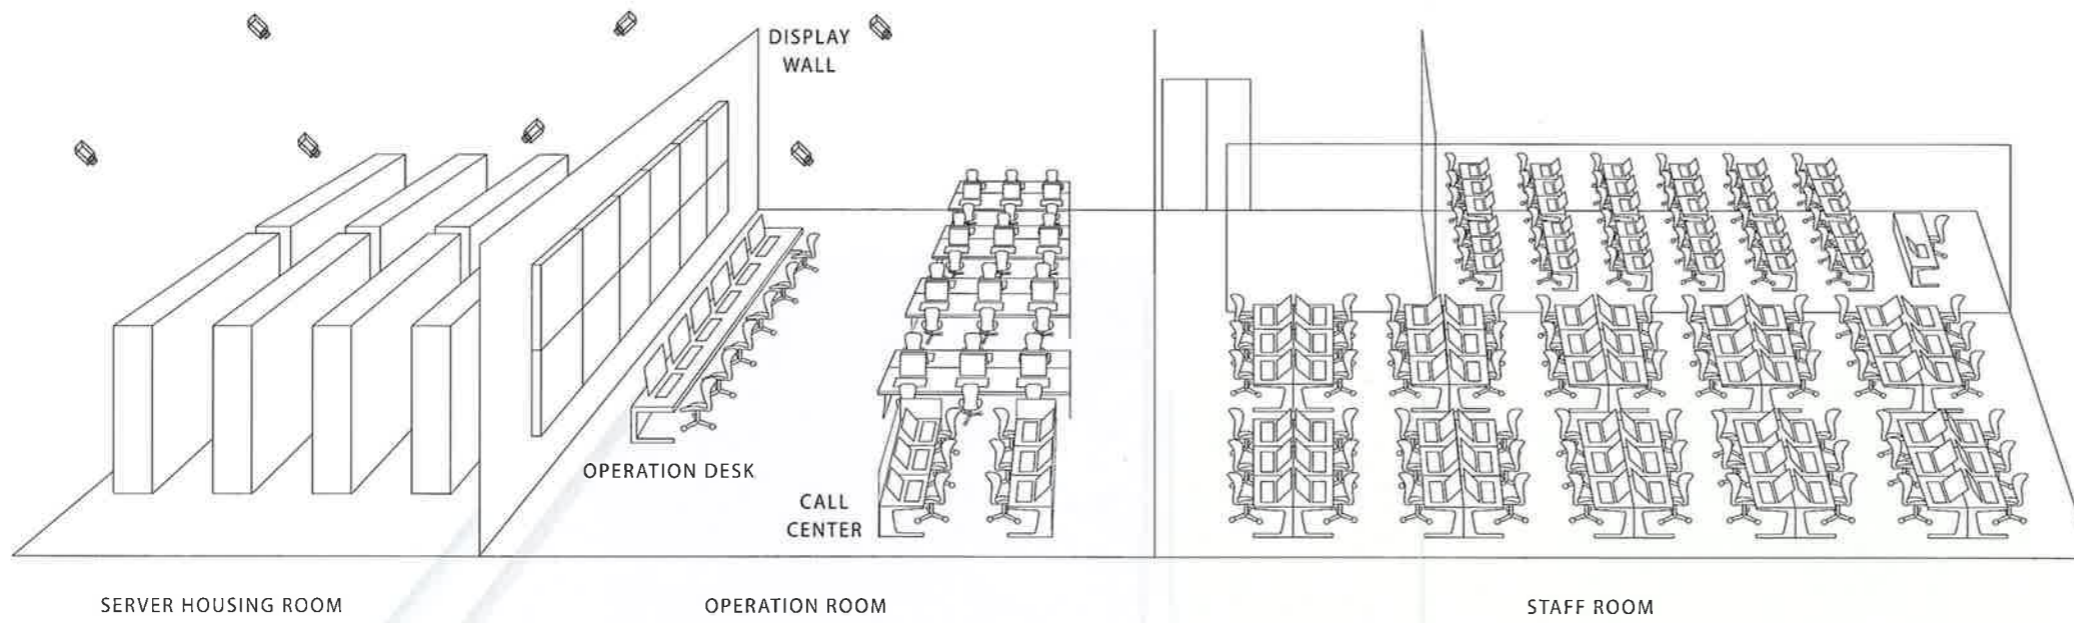 DISPLAY
WALL
OPERATION DESK
CALL
CENTER
SERVER HOUSING ROOM
OPERATION ROOM
STAFF ROOM